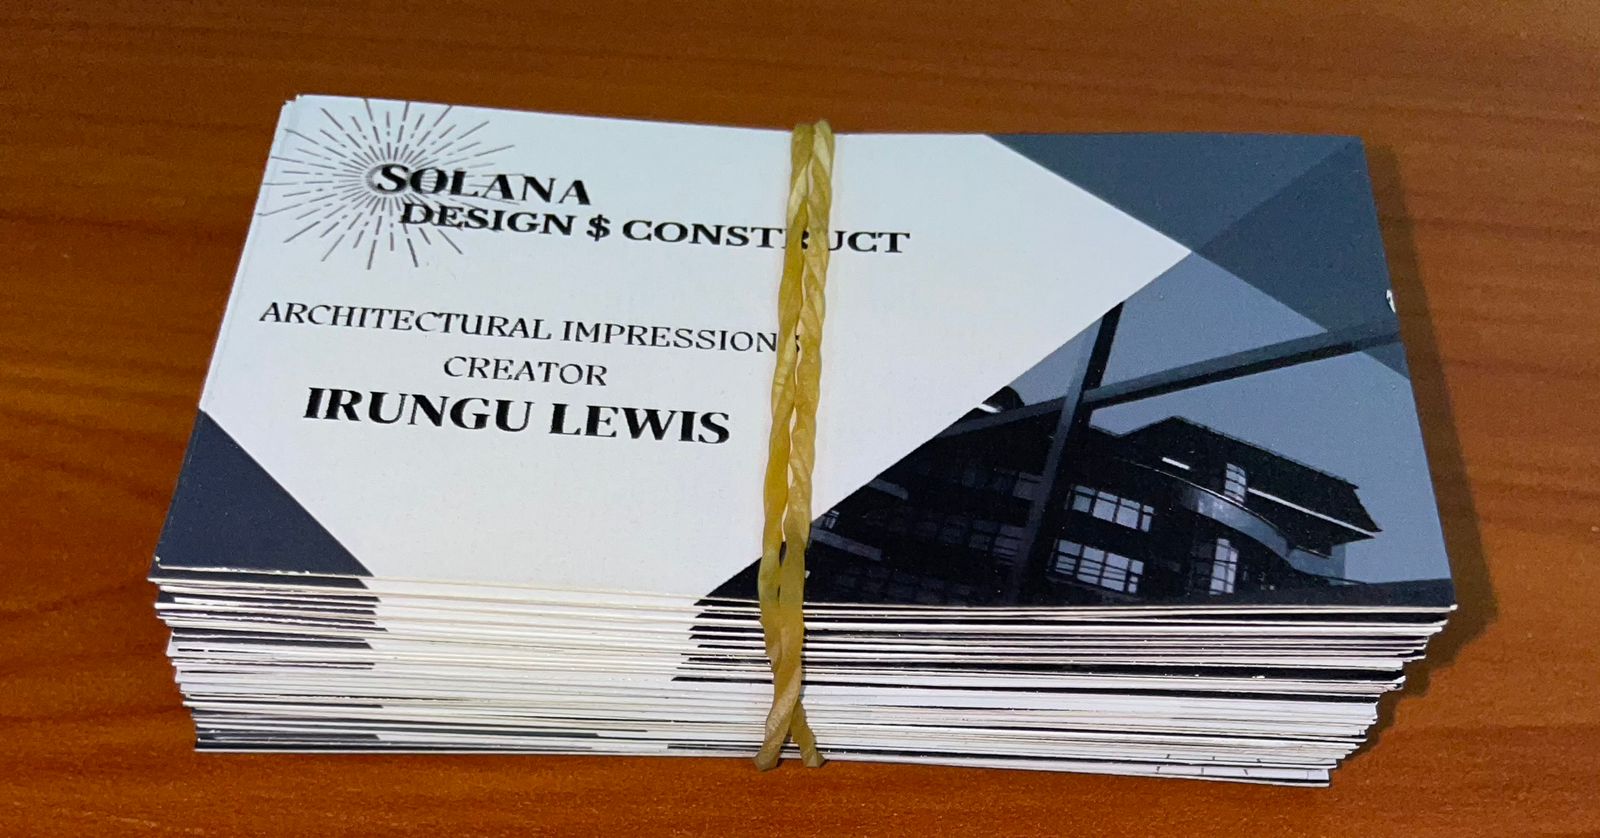 SOLANA
DESIGN $ CONSTRUCT
ARCHITECTURAL IMPRESSIONS
CREATOR
IRUNGU LEWIS